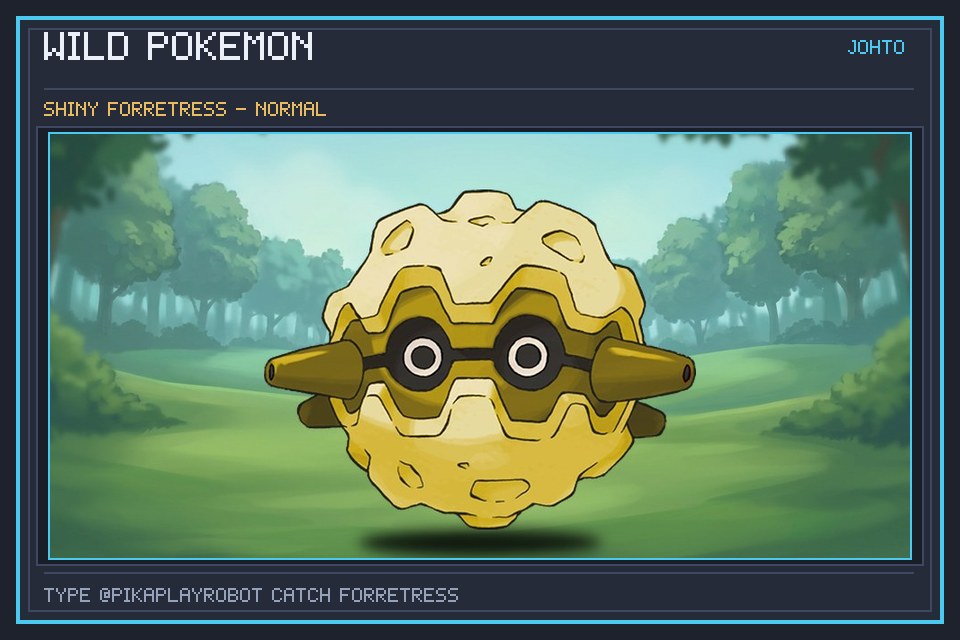 WILD POKEMON
JOHTO
SHINY FORRETRESS - NORMAL
TYPE @PIKAPLAYROBOT CATCH FORRETRESS